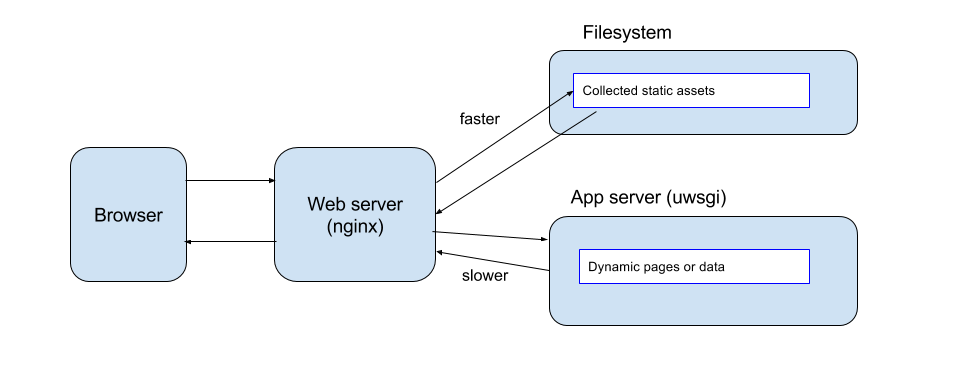 Filesystem
Collected static assets
faster
Browser
Web server
(nginx)
App server (uwsgi)
Dynamic pages or data
slower